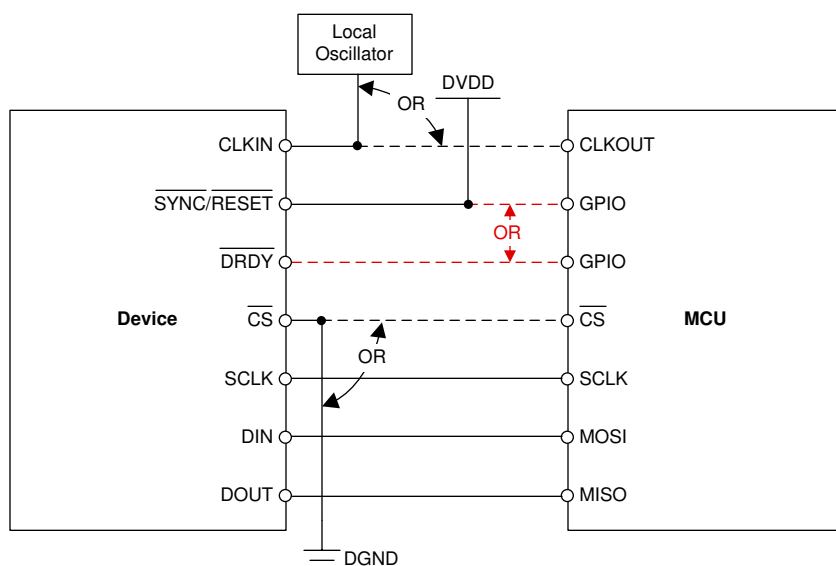 Local
Oscillator
OR
DVDD
CLKIN
CLKOUT
SYNC/RESET
GPIO
OR
DRDY
GPIO
Device
CS
CS
MCU
OR
SCLK
SCLK
DIN
MOSI
DOUT
MISO
DGND